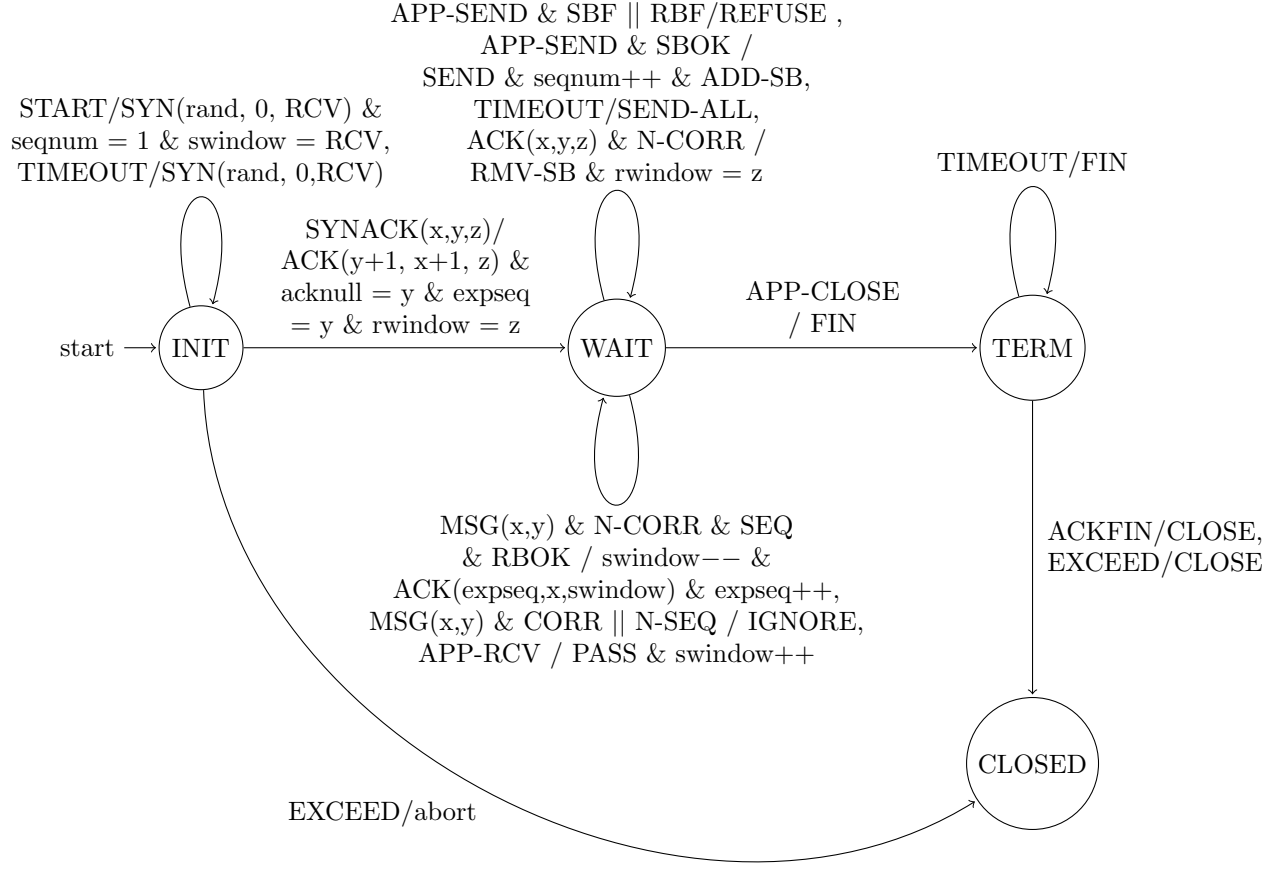 APP-SEND & SBF || RBF/REFUSE ,
APP-SEND & SBOK /
SEND & seqnum++ & ADD-SB,
TIMEOUT/SEND-ALL,
ACK(x,y,z) & N-CORR /
RMV-SB & rwindow = z
START/SYN(rand, 0, RCV) &
seqnum = 1 & swindow = RCV,
TIMEOUT/SYN(rand, 0,RCV)
TIMEOUT/FIN
SYNACK(x,y,z)/
ACK(y+1, x+1, z) &
acknull = y & expseq
= y & rwindow = z
APP-CLOSE
/ FIN
start
INIT
WAIT
TERM
MSG(x,y) & N-CORR & SEQ
& RBOK / swindow−− &
ACK(expseq,x,swindow) & expseq++,
MSG(x,y) & CORR || N-SEQ / IGNORE,
APP-RCV / PASS & swindow++
ACKFIN/CLOSE,
EXCEED/CLOSE
CLOSED
EXCEED/abort